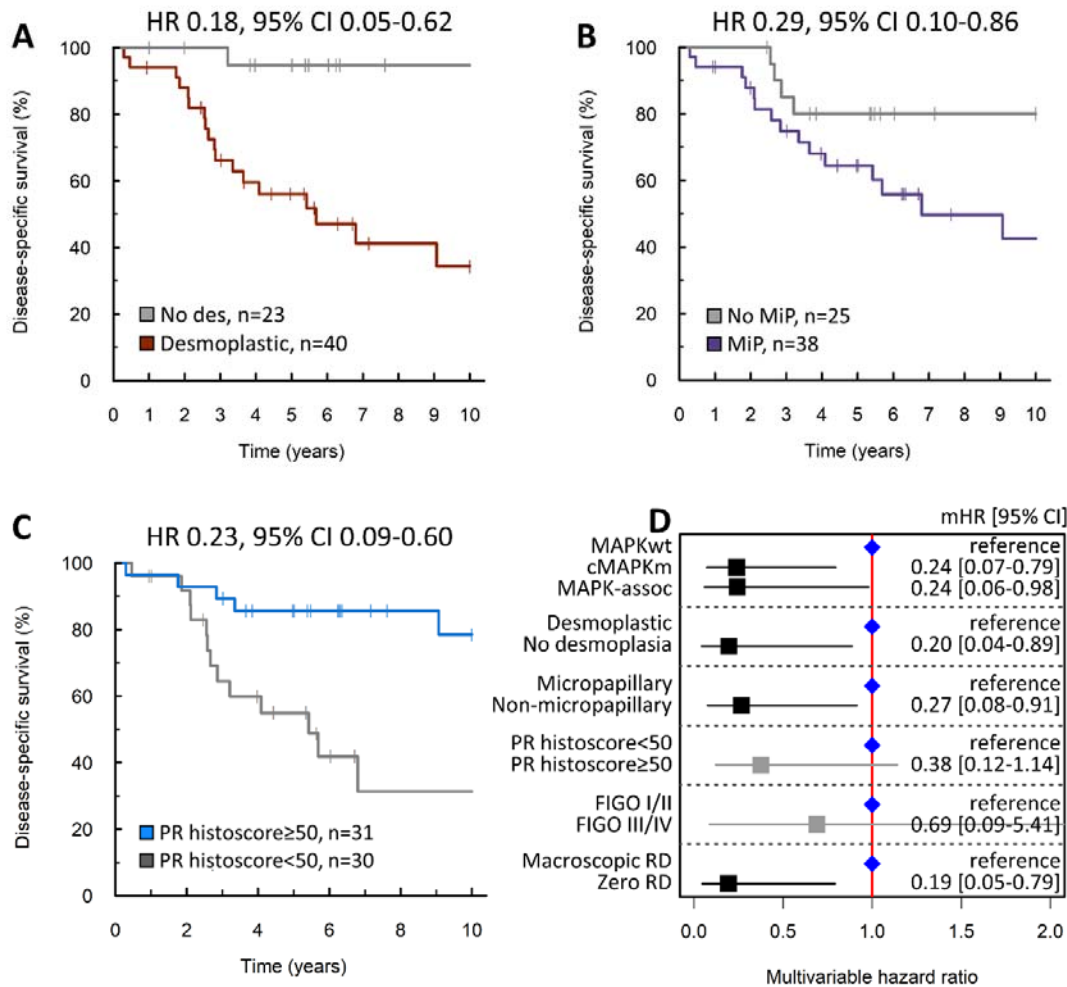 A
HR 0.18, 95% CI 0.05-0.62
Disease-specific survival (%)
100
80
60
40
20
0
No des, n=23
Desmoplastic, n=40
0 1 2 3 4 5 6 7 8 9 10
Time (years)
B
HR 0.29, 95% CI 0.10-0.86
Disease-specific survival (%)
100
80
60
40
20
0
No MiP, n=25
MiP, n=38
0 1 2 3 4 5 6 7 8 9 10
Time (years)
C
HR 0.23, 95% CI 0.09-0.60
Disease-specific survival (%)
100
80
60
40
20
0
PR histoscore≥50, n=31
PR histoscore<50, n=30
0 2 4 6 8 10
Time (years)
D
mHR [95% CI]
MAPKwt reference
cMAPKm 0.24 [0.07-0.79]
MAPK-assoc 0.24 [0.06-0.98]
Desmoplastic reference
No desmoplasia 0.20 [0.04-0.89]
Micropapillary reference
Non-micropapillary 0.27 [0.08-0.91]
PR histoscore<50 reference
PR histoscore≥50 0.38 [0.12-1.14]
FIGO I/II reference
FIGO III/IV 0.69 [0.09-5.41]
Macroscopic RD reference
Zero RD 0.19 [0.05-0.79]
0.0 0.5 1.0 1.5 2.0
Multivariable hazard ratio